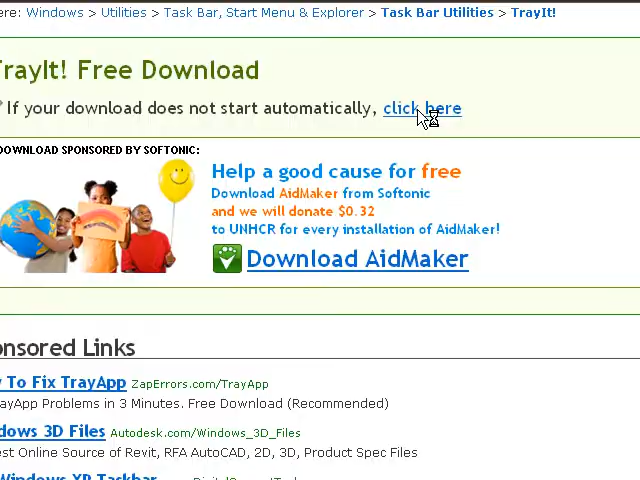 ere: Windows > Utilities > Task Bar, Start Menu & Explorer > Task Bar Utilities > TrayIt!
TrayIt! Free Download
If your download does not start automatically, click here
DOWNLOAD SPONSORED BY SOFTONIC:
Help a good cause for free
Download AidMaker from Softonic
and we will donate $0.32
to UNHCR for every installation of AidMaker!
Download AidMaker
onsored Links
To Fix TrayApp ZapErrors.com/TrayApp
ayApp Problems in 3 Minutes. Free Download (Recommended)
dows 3D Files Autodesk.com/Windows_3D_Files
est Online Source of Revit, RFA AutoCAD, 2D, 3D, Product Spec Files
Windows XP Taskbar